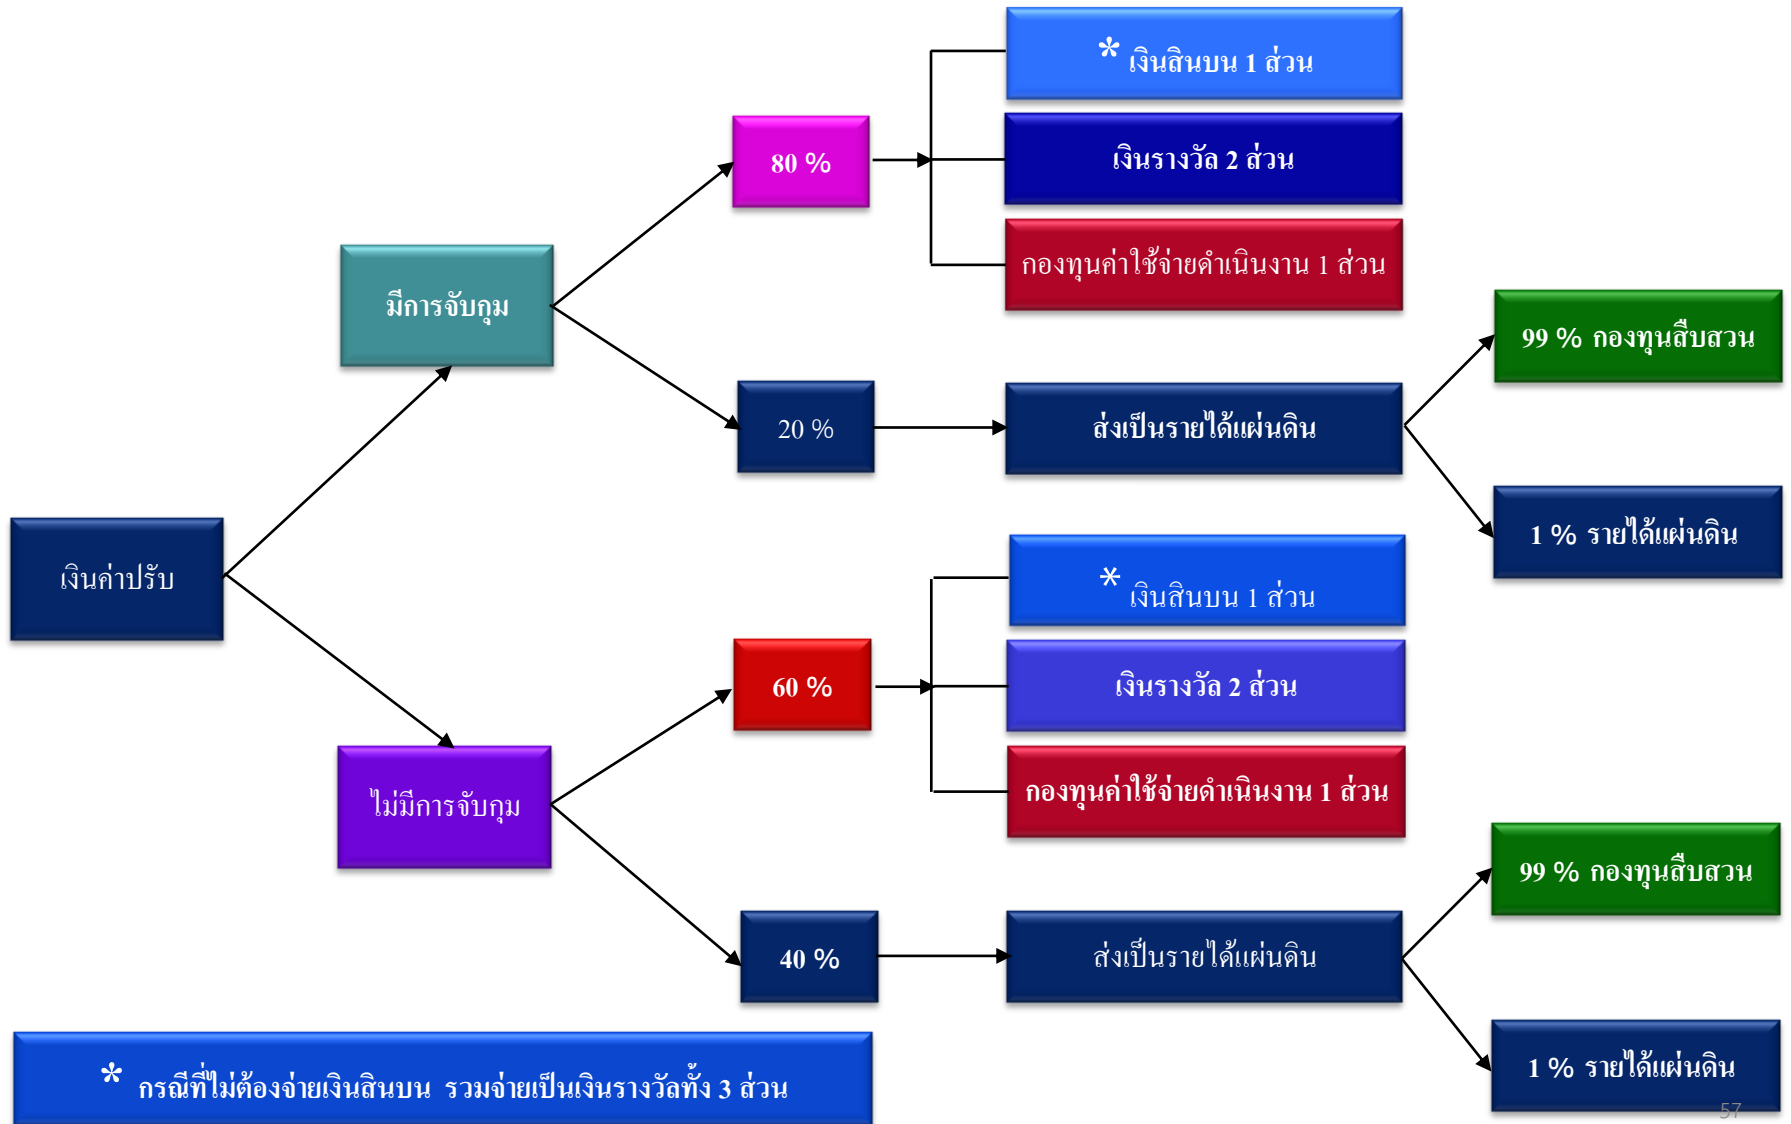 * เงินสินบน 1 ส่วน
80 %
เงินรางวัล 2 ส่วน
กองทุนค่าใช้จ่ายดำเนินงาน 1 ส่วน
มีการจับกุม
99 % กองทุนสืบสวน
20 %
ส่งเป็นรายได้แผ่นดิน
1 % รายได้แผ่นดิน
เงินค่าปรับ
* เงินสินบน 1 ส่วน
60 %
เงินรางวัล 2 ส่วน
กองทุนค่าใช้จ่ายดำเนินงาน 1 ส่วน
ไม่มีการจับกุม
99 % กองทุนสืบสวน
40 %
ส่งเป็นรายได้แผ่นดิน
1 % รายได้แผ่นดิน
* กรณีที่ไม่ต้องจ่ายเงินสินบน รวมจ่ายเป็นเงินรางวัลทั้ง 3 ส่วน
57